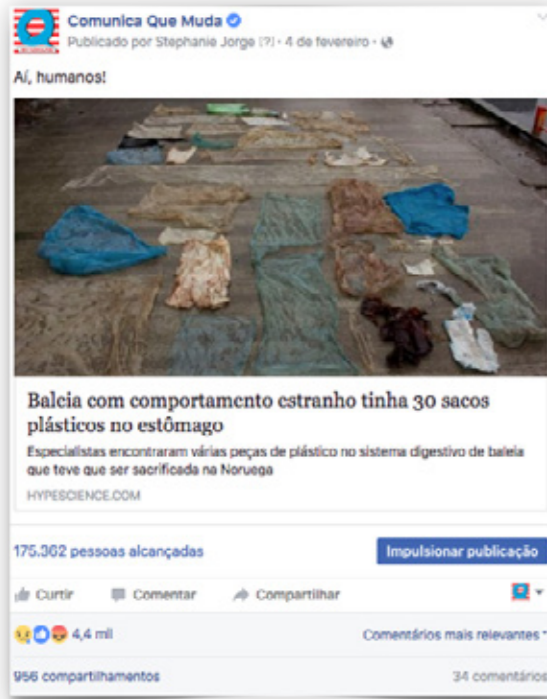 Comunica Que Muda
Publicado por Stephanie Jorge [?] · 4 de fevereiro ·
Aí, humanos!
Baleia com comportamento estranho tinha 30 sacos
plásticos no estômago
Especialistas encontraram várias peças de plástico no sistema digestivo de baleia
que teve que ser sacrificada na Noruega
HYPESCIENCE.COM
175.362 pessoas alcançadas
Impulsionar publicação
Curtir
Comentar
Compartilhar
4,4 mil
Comentários mais relevantes
956 compartilhamentos
34 comentários